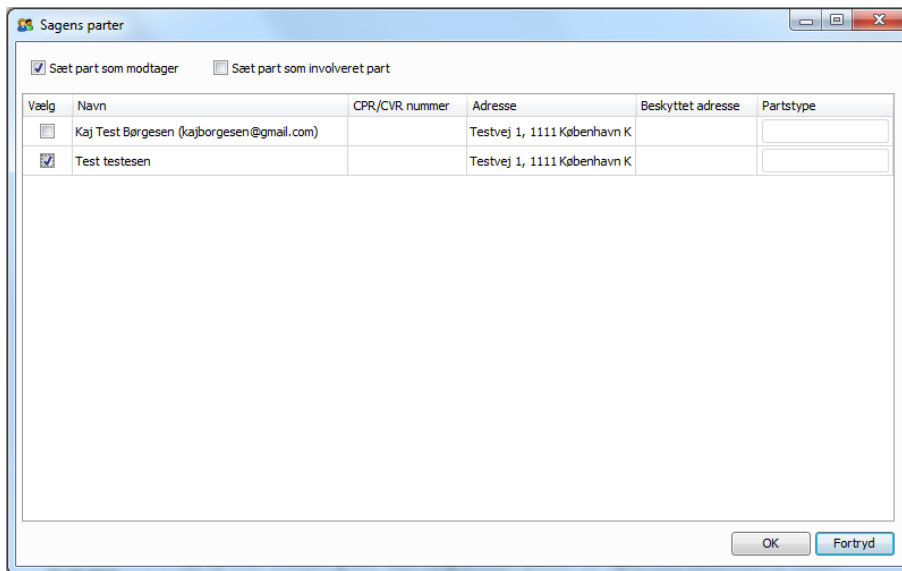 Sagens parter
Sæt part som modtager Sæt part som involveret part
Vælg Navn CPR/CVR nummer Adresse Beskyttet adresse Partstype
Kaj Test Børgesen (kajborgesen@gmail.com) Testvej 1, 1111 København K
Test testesen Testvej 1, 1111 København K
OK Fortryd